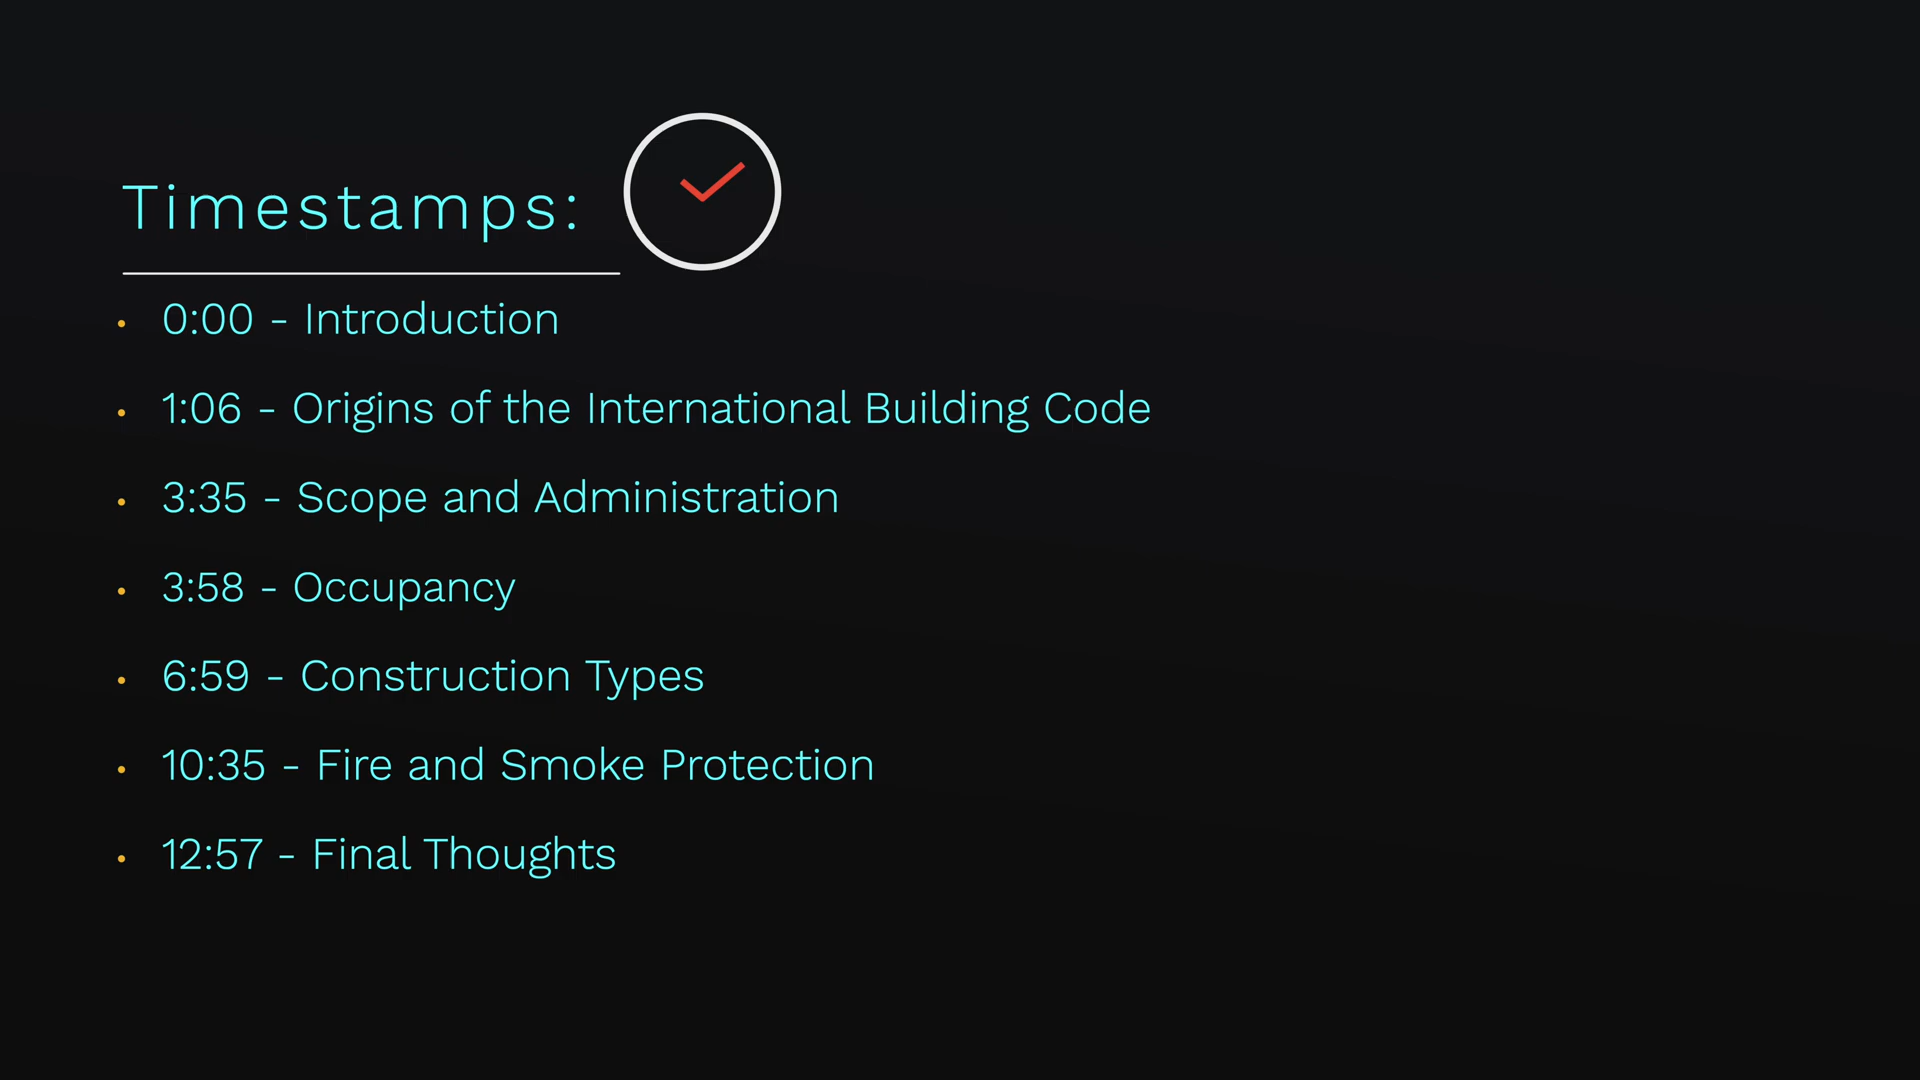 Timestamps:
• 0:00 - Introduction
• 1:06 - Origins of the International Building Code
• 3:35 - Scope and Administration
• 3:58 - Occupancy
• 6:59 - Construction Types
• 10:35 - Fire and Smoke Protection
• 12:57 - Final Thoughts